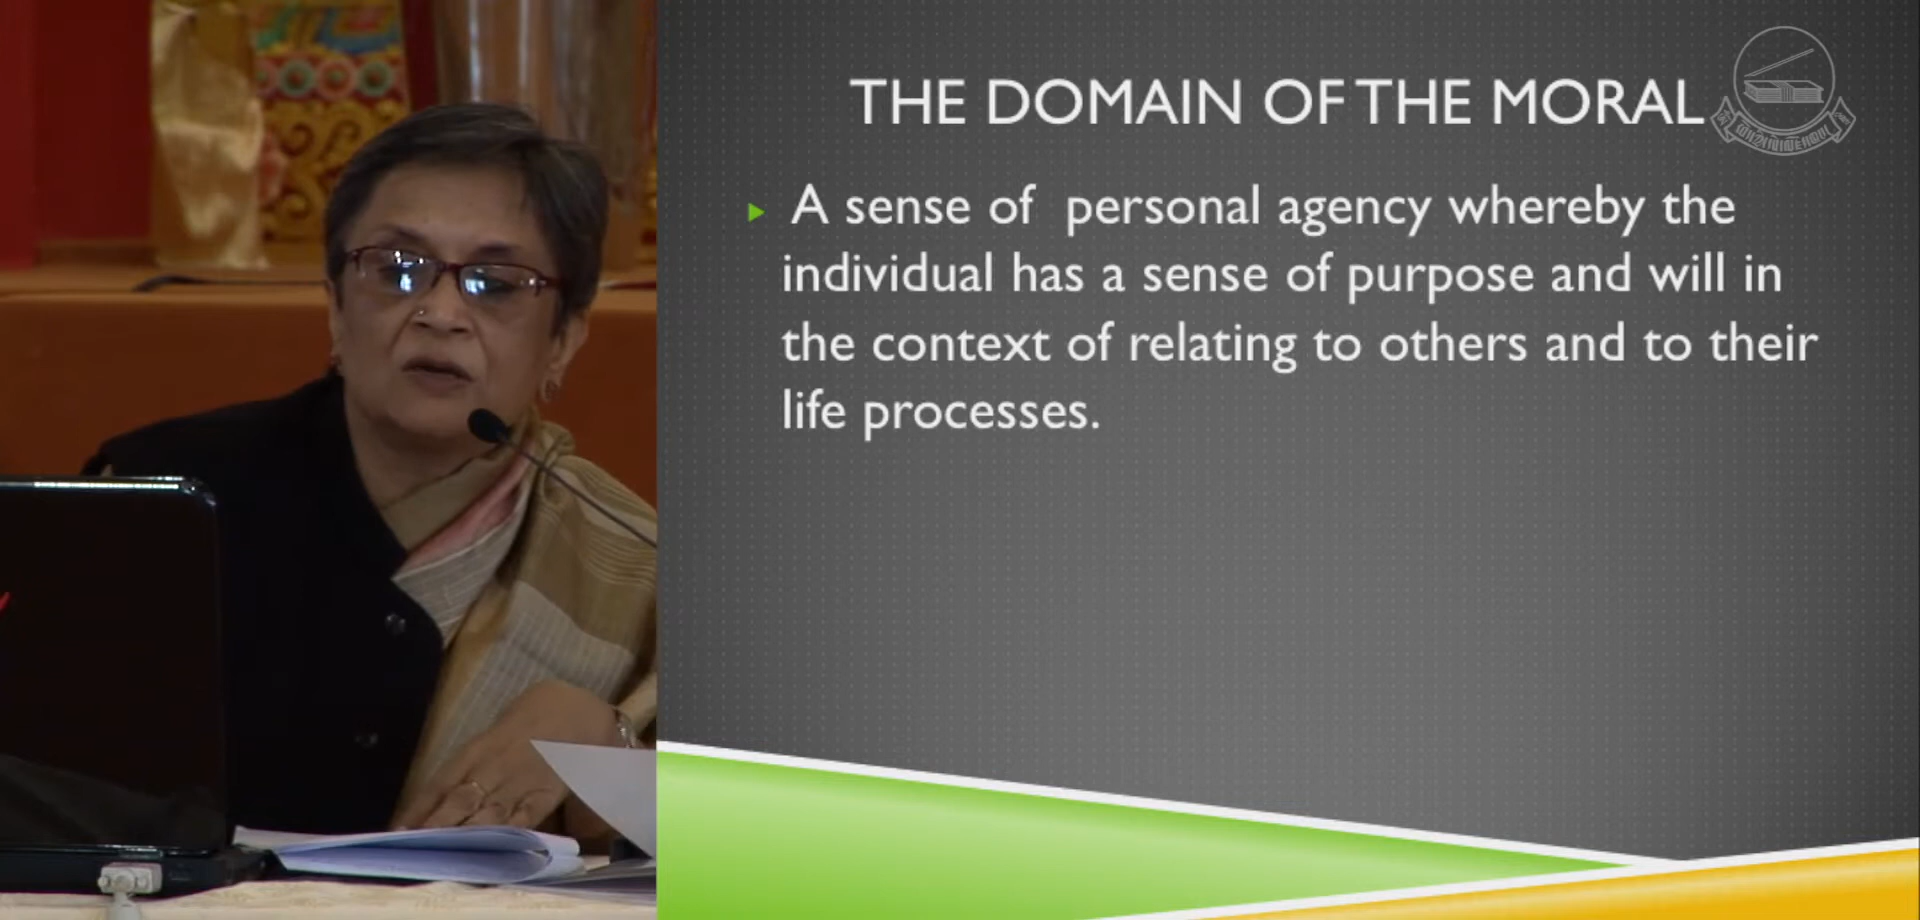 THE DOMAIN OF THE MORAL
A sense of  personal agency whereby the
individual has a sense of purpose and will in
the context of relating to others and to their
life processes.